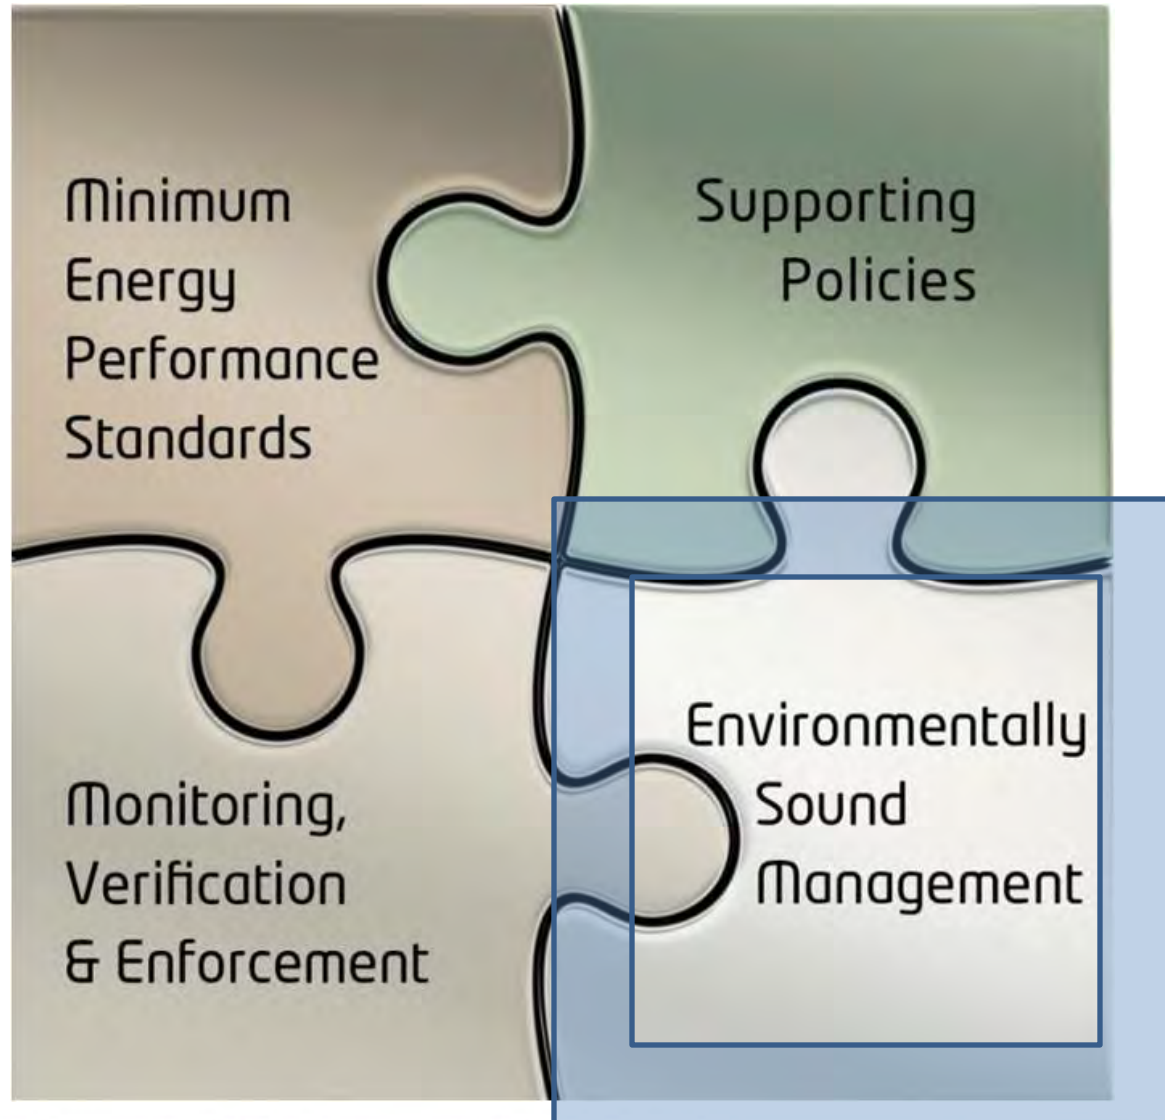 Minimum
Energy
Performance
Standards
Supporting
Policies
Monitoring,
Verification
& Enforcement
Environmentally
Sound
Management